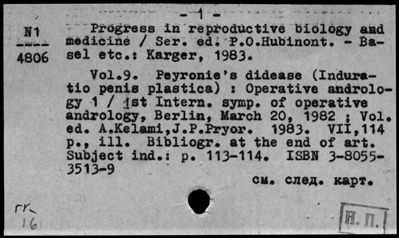 - 1 -
N1
4806
Progress in reproductive biology and
medicine / Ser. ed. P.O.Hubinont. - Ba-
sel etc.: Karger, 1983.
Vol.9. Peyronie's didease (Indura-
tio penis plastica) : Operative androlo-
gy 1 / 1st Intern. symp. of operative
andrology, Berlin, March 20, 1982 ; Vol.
ed. A.Kelami,J.P.Pryor. 1983. VII,114
p., ill. Bibliogr. at the end of art.
Subject ind.: p. 113-114. ISBN 3-8055-
3513-9
см. след. карт.
16
Н. П.